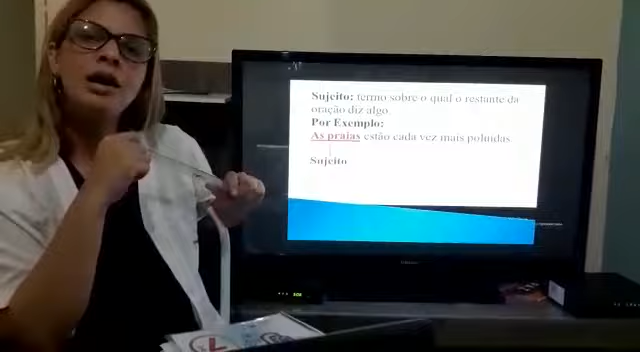 Sujeito: termo sobre o qual o restante da
oração diz algo.
Por Exemplo:
As praias estão cada vez mais poluídas.
Sujeito